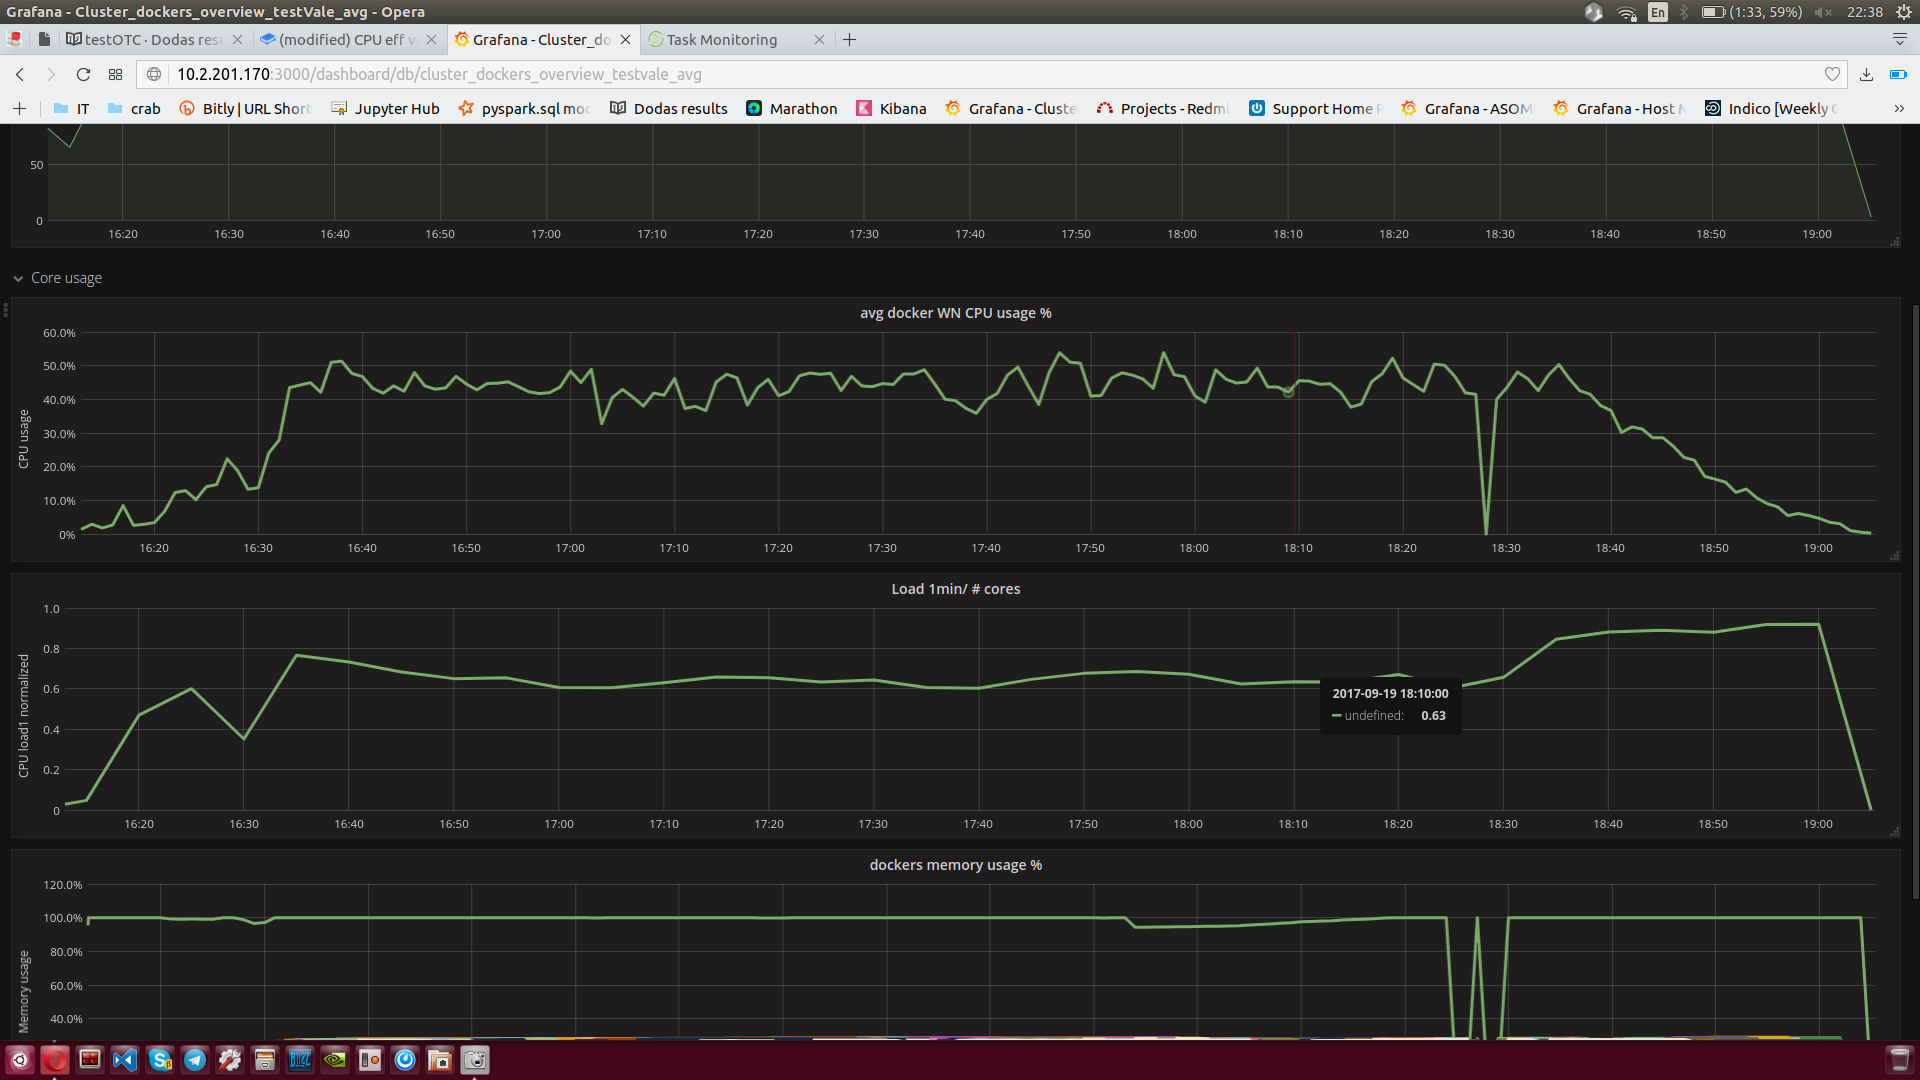 Grafana - Cluster_dockers_overview_testVale_avg - Opera
En (1:33, 59%) 22:38
testOTC · Dodas resu (modified) CPU eff v Grafana - Cluster_do Task Monitoring
10.2.201.170:3000/dashboard/db/cluster_dockers_overview_testvale_avg
IT crab Bitly | URL Short Jupyter Hub pyspark.sql mod Dodas results Marathon Kibana Grafana - Cluste Projects - Redmi Support Home P Grafana - ASOM Grafana - Host M Indico [Weekly C
50
0
16:20 16:30 16:40 16:50 17:00 17:10 17:20 17:30 17:40 17:50 18:00 18:10 18:20 18:30 18:40 18:50 19:00
Core usage
avg docker WN CPU usage %
CPU usage
60.0%
50.0%
40.0%
30.0%
20.0%
10.0%
0%
16:20 16:30 16:40 16:50 17:00 17:10 17:20 17:30 17:40 17:50 18:00 18:10 18:20 18:30 18:40 18:50 19:00
Load 1min/ # cores
CPU load1 normalized
1.0
0.8
0.6
0.4
0.2
0
2017-09-19 18:10:00
undefined: 0.63
16:20 16:30 16:40 16:50 17:00 17:10 17:20 17:30 17:40 17:50 18:00 18:10 18:20 18:30 18:40 18:50 19:00
dockers memory usage %
Memory usage
120.0%
100.0%
80.0%
60.0%
40.0%